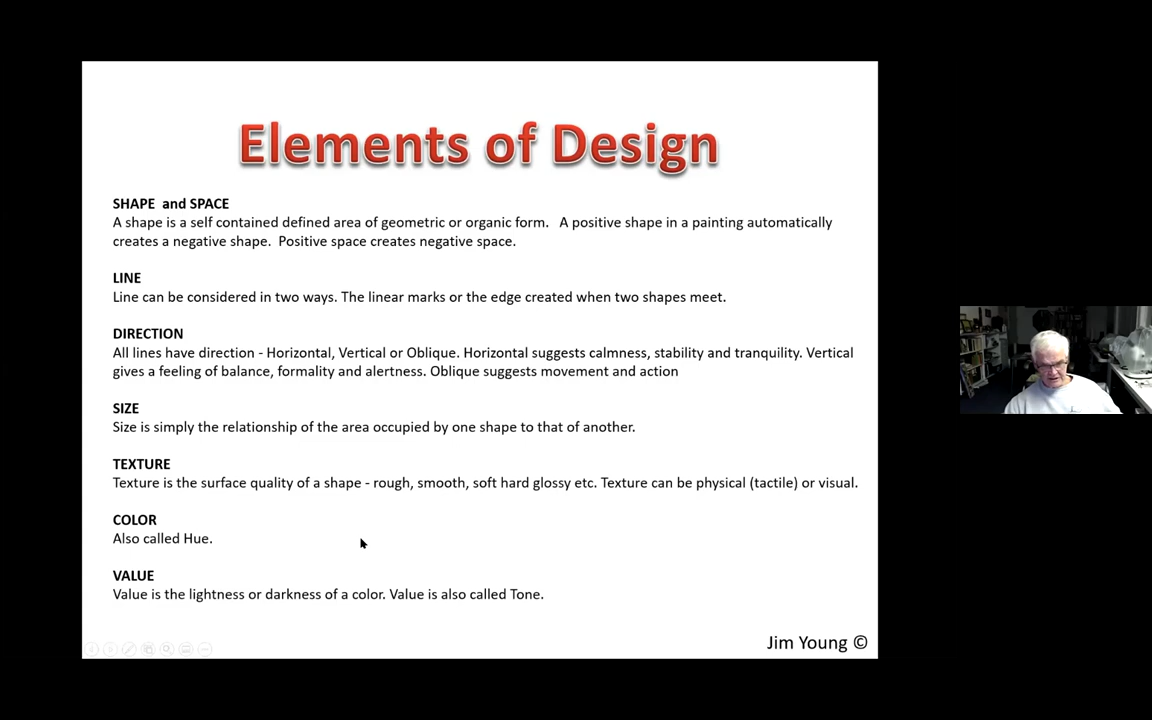 Elements of Design
SHAPE and SPACE
A shape is a self contained defined area of geometric or organic form. A positive shape in a painting automatically
creates a negative shape. Positive space creates negative space.
LINE
Line can be considered in two ways. The linear marks or the edge created when two shapes meet.
DIRECTION
All lines have direction - Horizontal, Vertical or Oblique. Horizontal suggests calmness, stability and tranquility. Vertical
gives a feeling of balance, formality and alertness. Oblique suggests movement and action
SIZE
Size is simply the relationship of the area occupied by one shape to that of another.
TEXTURE
Texture is the surface quality of a shape - rough, smooth, soft hard glossy etc. Texture can be physical (tactile) or visual.
COLOR
Also called Hue.
VALUE
Value is the lightness or darkness of a color. Value is also called Tone.
Jim Young ©